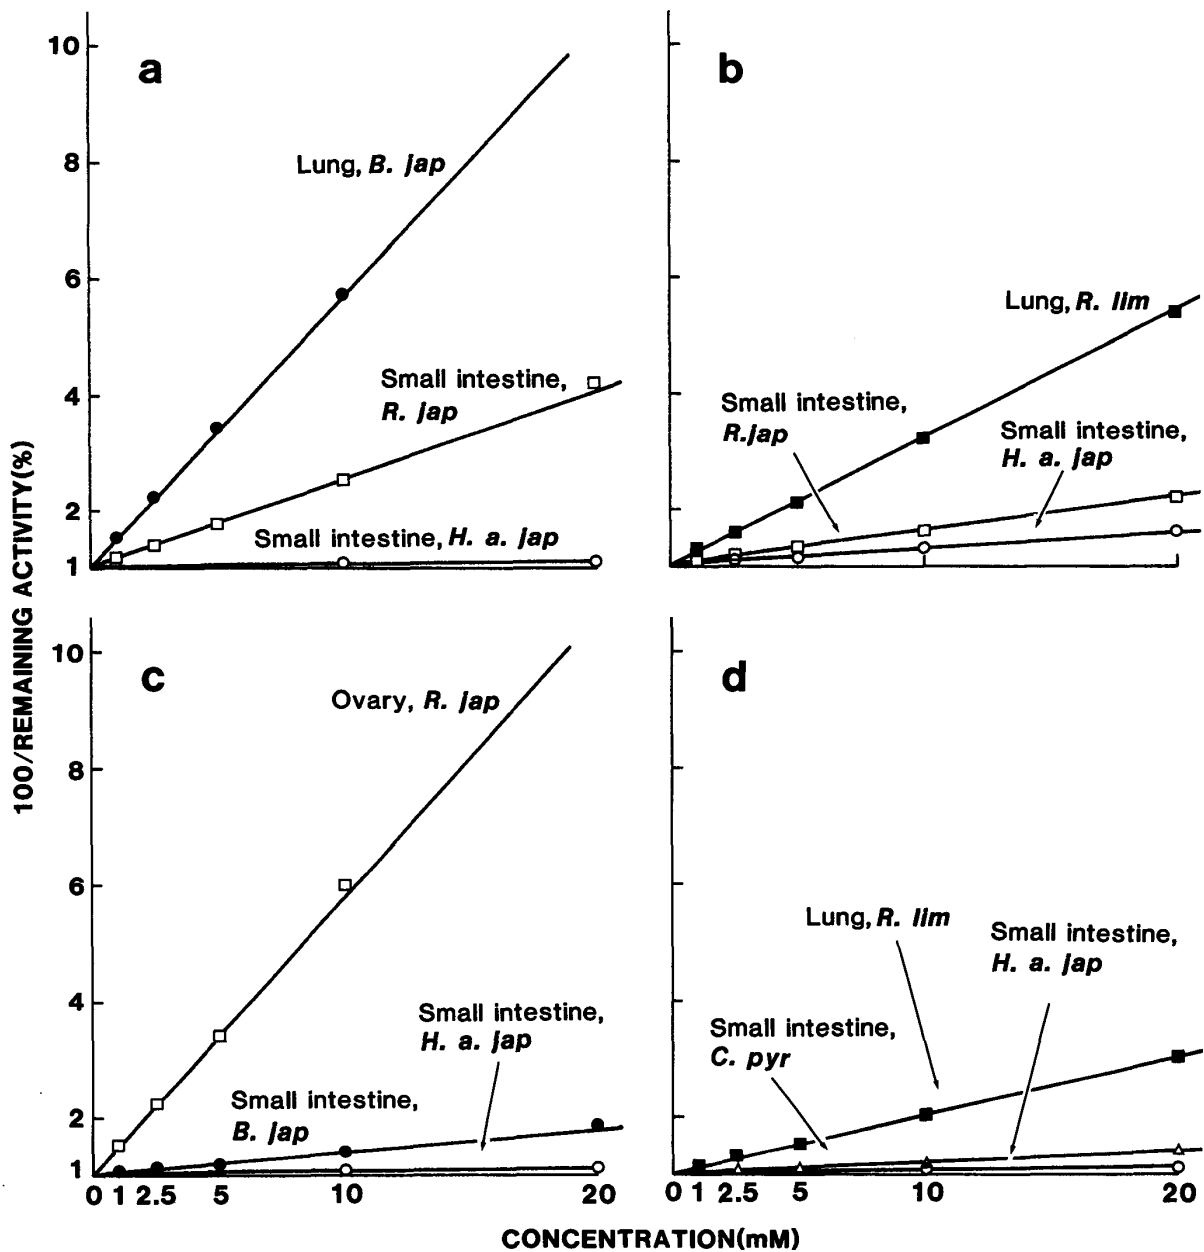 a
10
8
6
4
2
1
Lung, B. jap
Small intestine,
R. jap
Small intestine, H. a. jap
b
Lung, R. lim
Small intestine,
R.jap
Small intestine,
H. a. jap
100/REMAINING ACTIVITY(%)
c
10
8
6
4
2
1
Ovary, R. jap
Small intestine,
H. a. jap
Small intestine,
B. jap
0 1 2.5 5 10 20
d
Lung, R. lim
Small intestine,
H. a. jap
Small intestine,
C. pyr
0 1 2.5 5 10 20
CONCENTRATION(mM)